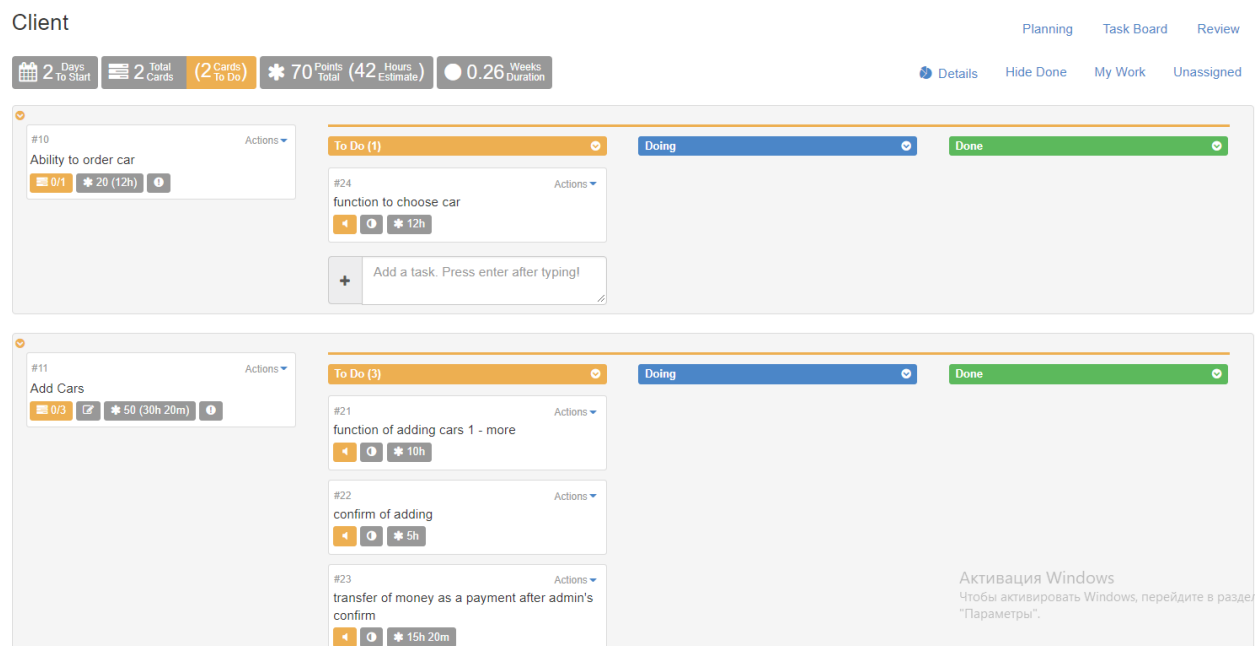 Client
Planning Task Board Review
2 Days To Start 2 Total Cards (2 Cards To Do) 70 Points Total (42 Hours Estimate) 0.26 Weeks Duration
Details Hide Done My Work Unassigned
#10 Actions
Ability to order car
0/1 20 (12h)
To Do (1) Doing Done
#24 Actions
function to choose car
12h
Add a task. Press enter after typing!
#11 Actions
Add Cars
0/3 50 (30h 20m)
To Do (3) Doing Done
#21 Actions
function of adding cars 1 - more
10h
#22 Actions
confirm of adding
5h
#23 Actions
transfer of money as a payment after admin's
confirm
15h 20m
Активация Windows
Чтобы активировать Windows, перейдите в раздел
"Параметры".